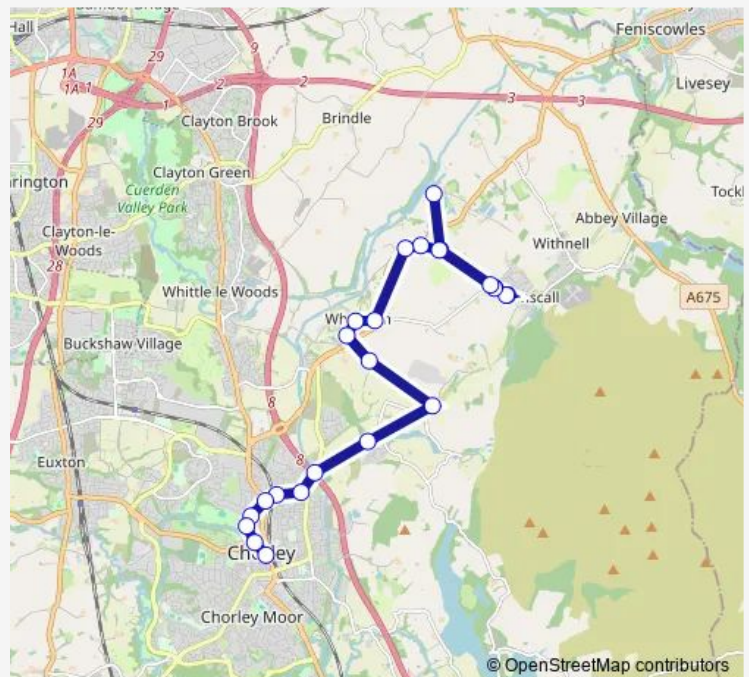 Hall
29
9
Feniscowles
1A
1A
1
1
2
2
3
3
Livesey
29
Clayton Brook
Brindle
Clayton Green
Cuerden
Valley Park
Clayton-le-
Woods
Abbey Village
Withnell
28
Whittle le Woods
A675
Buckshaw Village
8
Euxton
8
Chorley Moor
© OpenStreetMap contributors